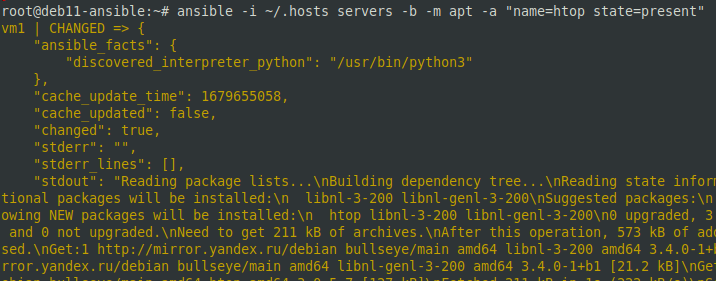 root@deb11-ansible:~# ansible -i ~/.hosts servers -b -m apt -a "name=htop state=present"
vm1 | CHANGED => {
    "ansible_facts": {
        "discovered_interpreter_python": "/usr/bin/python3"
    },
    "cache_update_time": 1679655058,
    "cache_updated": false,
    "changed": true,
    "stderr": "",
    "stderr_lines": [],
    "stdout": "Reading package lists...\nBuilding dependency tree...\nReading state infor
tional packages will be installed:\n  libnl-3-200 libnl-genl-3-200\nSuggested packages:\n
owing NEW packages will be installed:\n  htop libnl-3-200 libnl-genl-3-200\n0 upgraded, 3
 and 0 not upgraded.\nNeed to get 211 kB of archives.\nAfter this operation, 573 kB of add
sed.\nGet:1 http://mirror.yandex.ru/debian bullseye/main amd64 libnl-3-200 amd64 3.4.0-1+b
rror.yandex.ru/debian bullseye/main amd64 libnl-genl-3-200 amd64 3.4.0-1+b1 [21.2 kB]\nGet